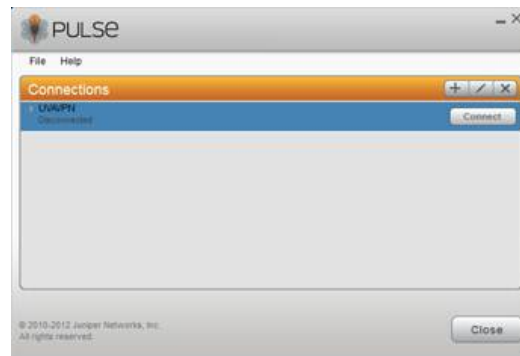 PULSE
File Help
Connections
UVAVPN
Disconnected
Connect
© 2010-2012 Juniper Networks, Inc.
All rights reserved.
Close